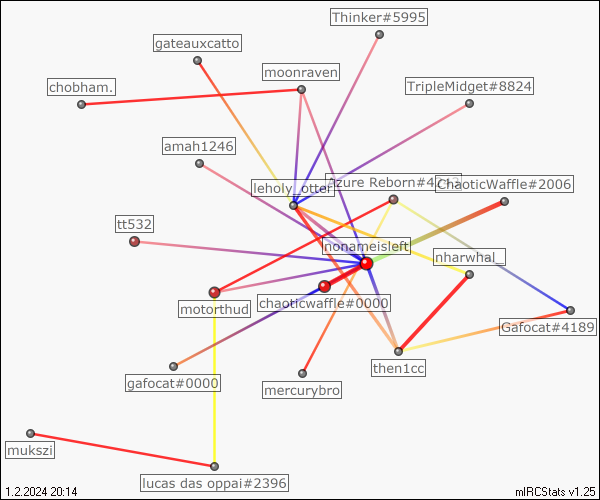 Thinker#5995
gateauxcatto
moonraven
chobham.
TripleMidget#8824
amah1246
leholy_otter
Azure Reborn#4
ChaoticWaffle#2006
tt532
nonameisleft
nharwhal_
chaoticwaffle#0000
motorthud
Gafocat#4189
then1cc
gafocat#0000
mercurybro
mukszi
lucas das oppai#2396
1.2.2024 20:14
mIRCStats v1.25